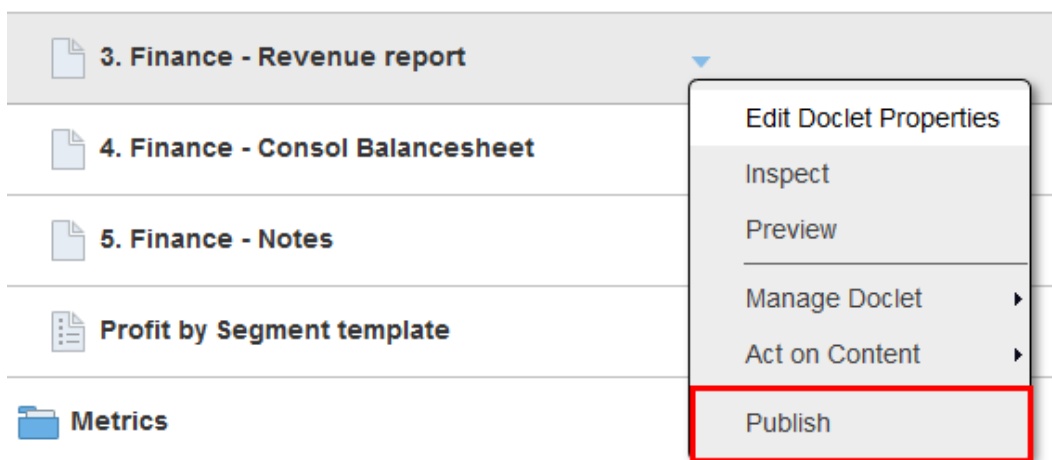 3. Finance - Revenue report
Edit Doclet Properties
4. Finance - Consol Balancesheet
Inspect
Preview
5. Finance - Notes
Manage Doclet
Profit by Segment template
Act on Content
Metrics
Publish